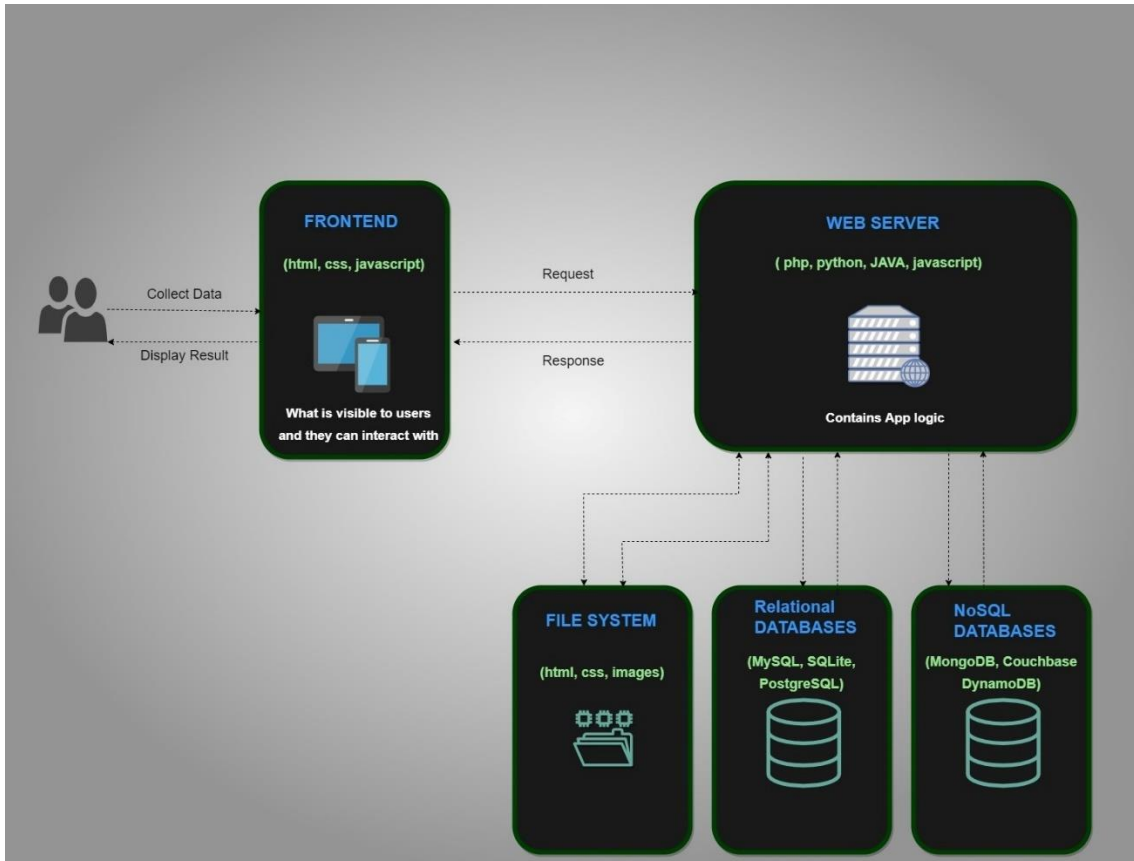 Collect Data
Display Result
FRONTEND
(html, css, javascript)
What is visible to users
and they can interact with
Request
Response
WEB SERVER
( php, python, JAVA, javascript)
Contains App logic
FILE SYSTEM
(html, css, images)
Relational
DATABASES
(MySQL, SQLite,
PostgreSQL)
NoSQL
DATABASES
(MongoDB, Couchbase
DynamoDB)